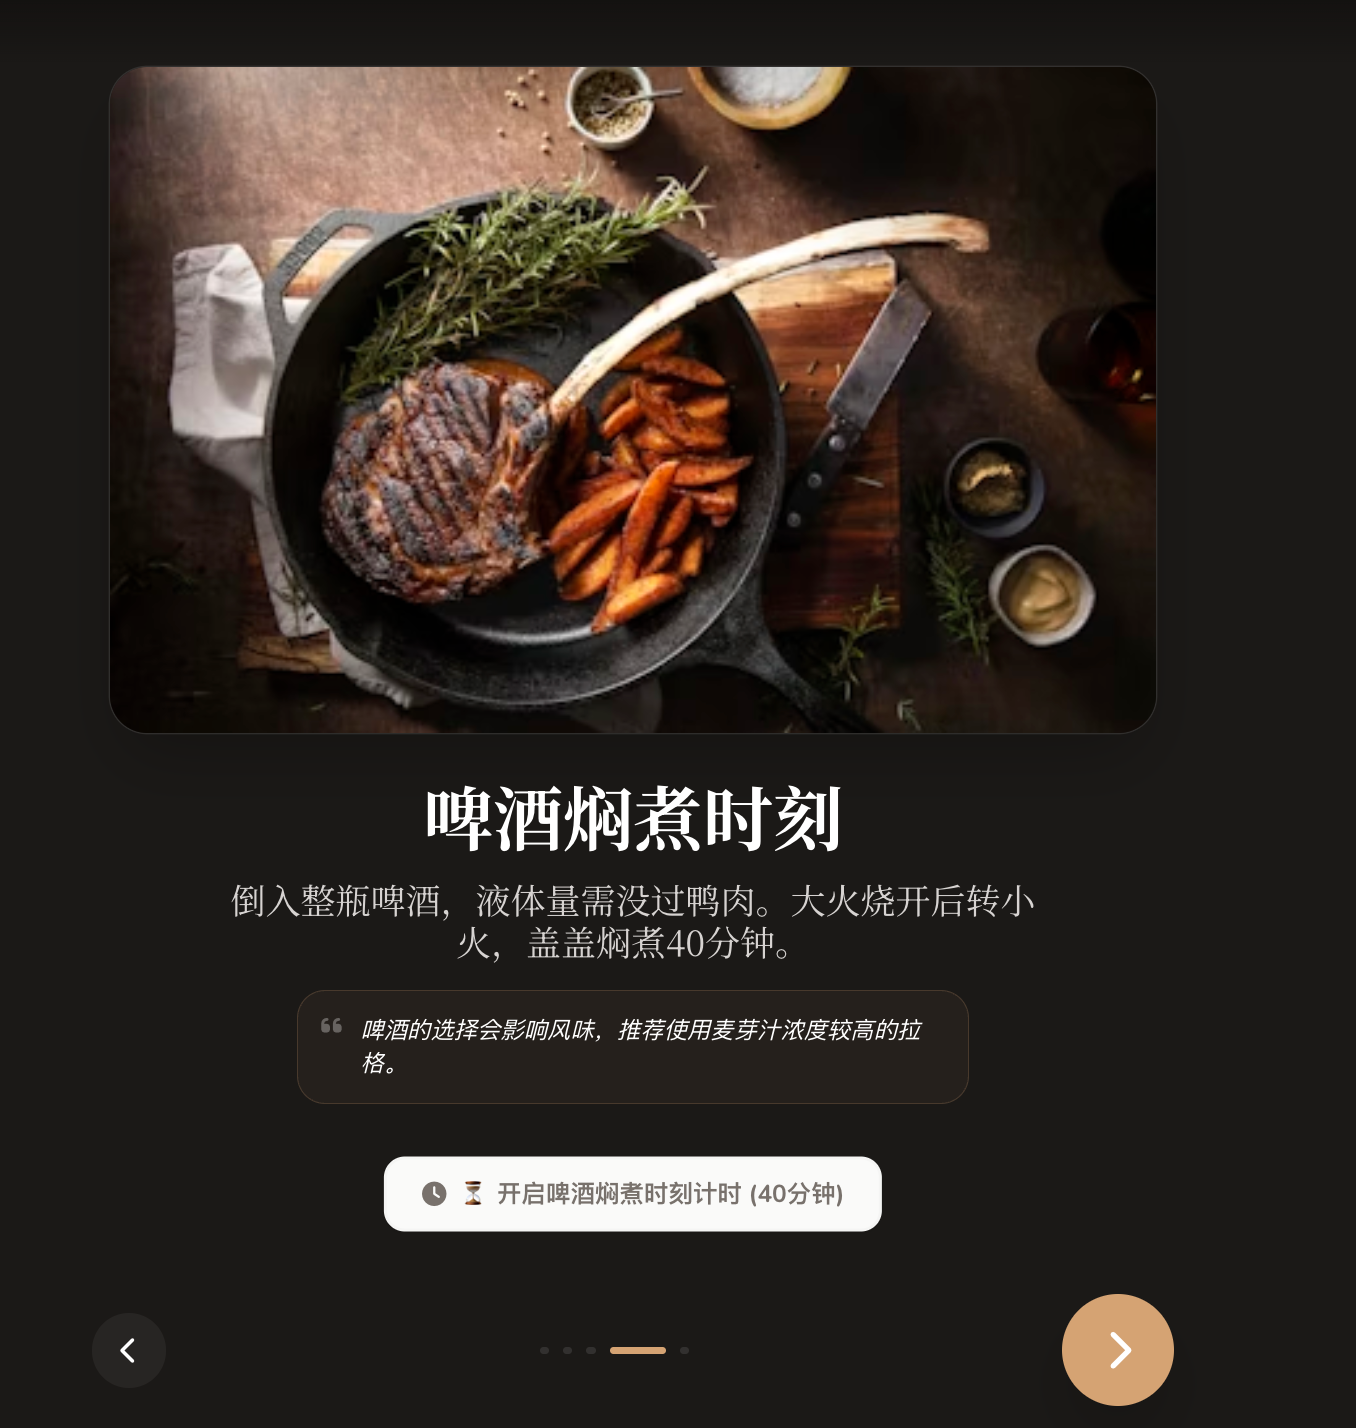 啤酒焖煮时刻
倒入整瓶啤酒，液体量需没过鸭肉。大火烧开后转小
火，盖盖焖煮40分钟。
啤酒的选择会影响风味，推荐使用麦芽汁浓度较高的拉
格。
⏳ 开启啤酒焖煮时刻计时 (40分钟)